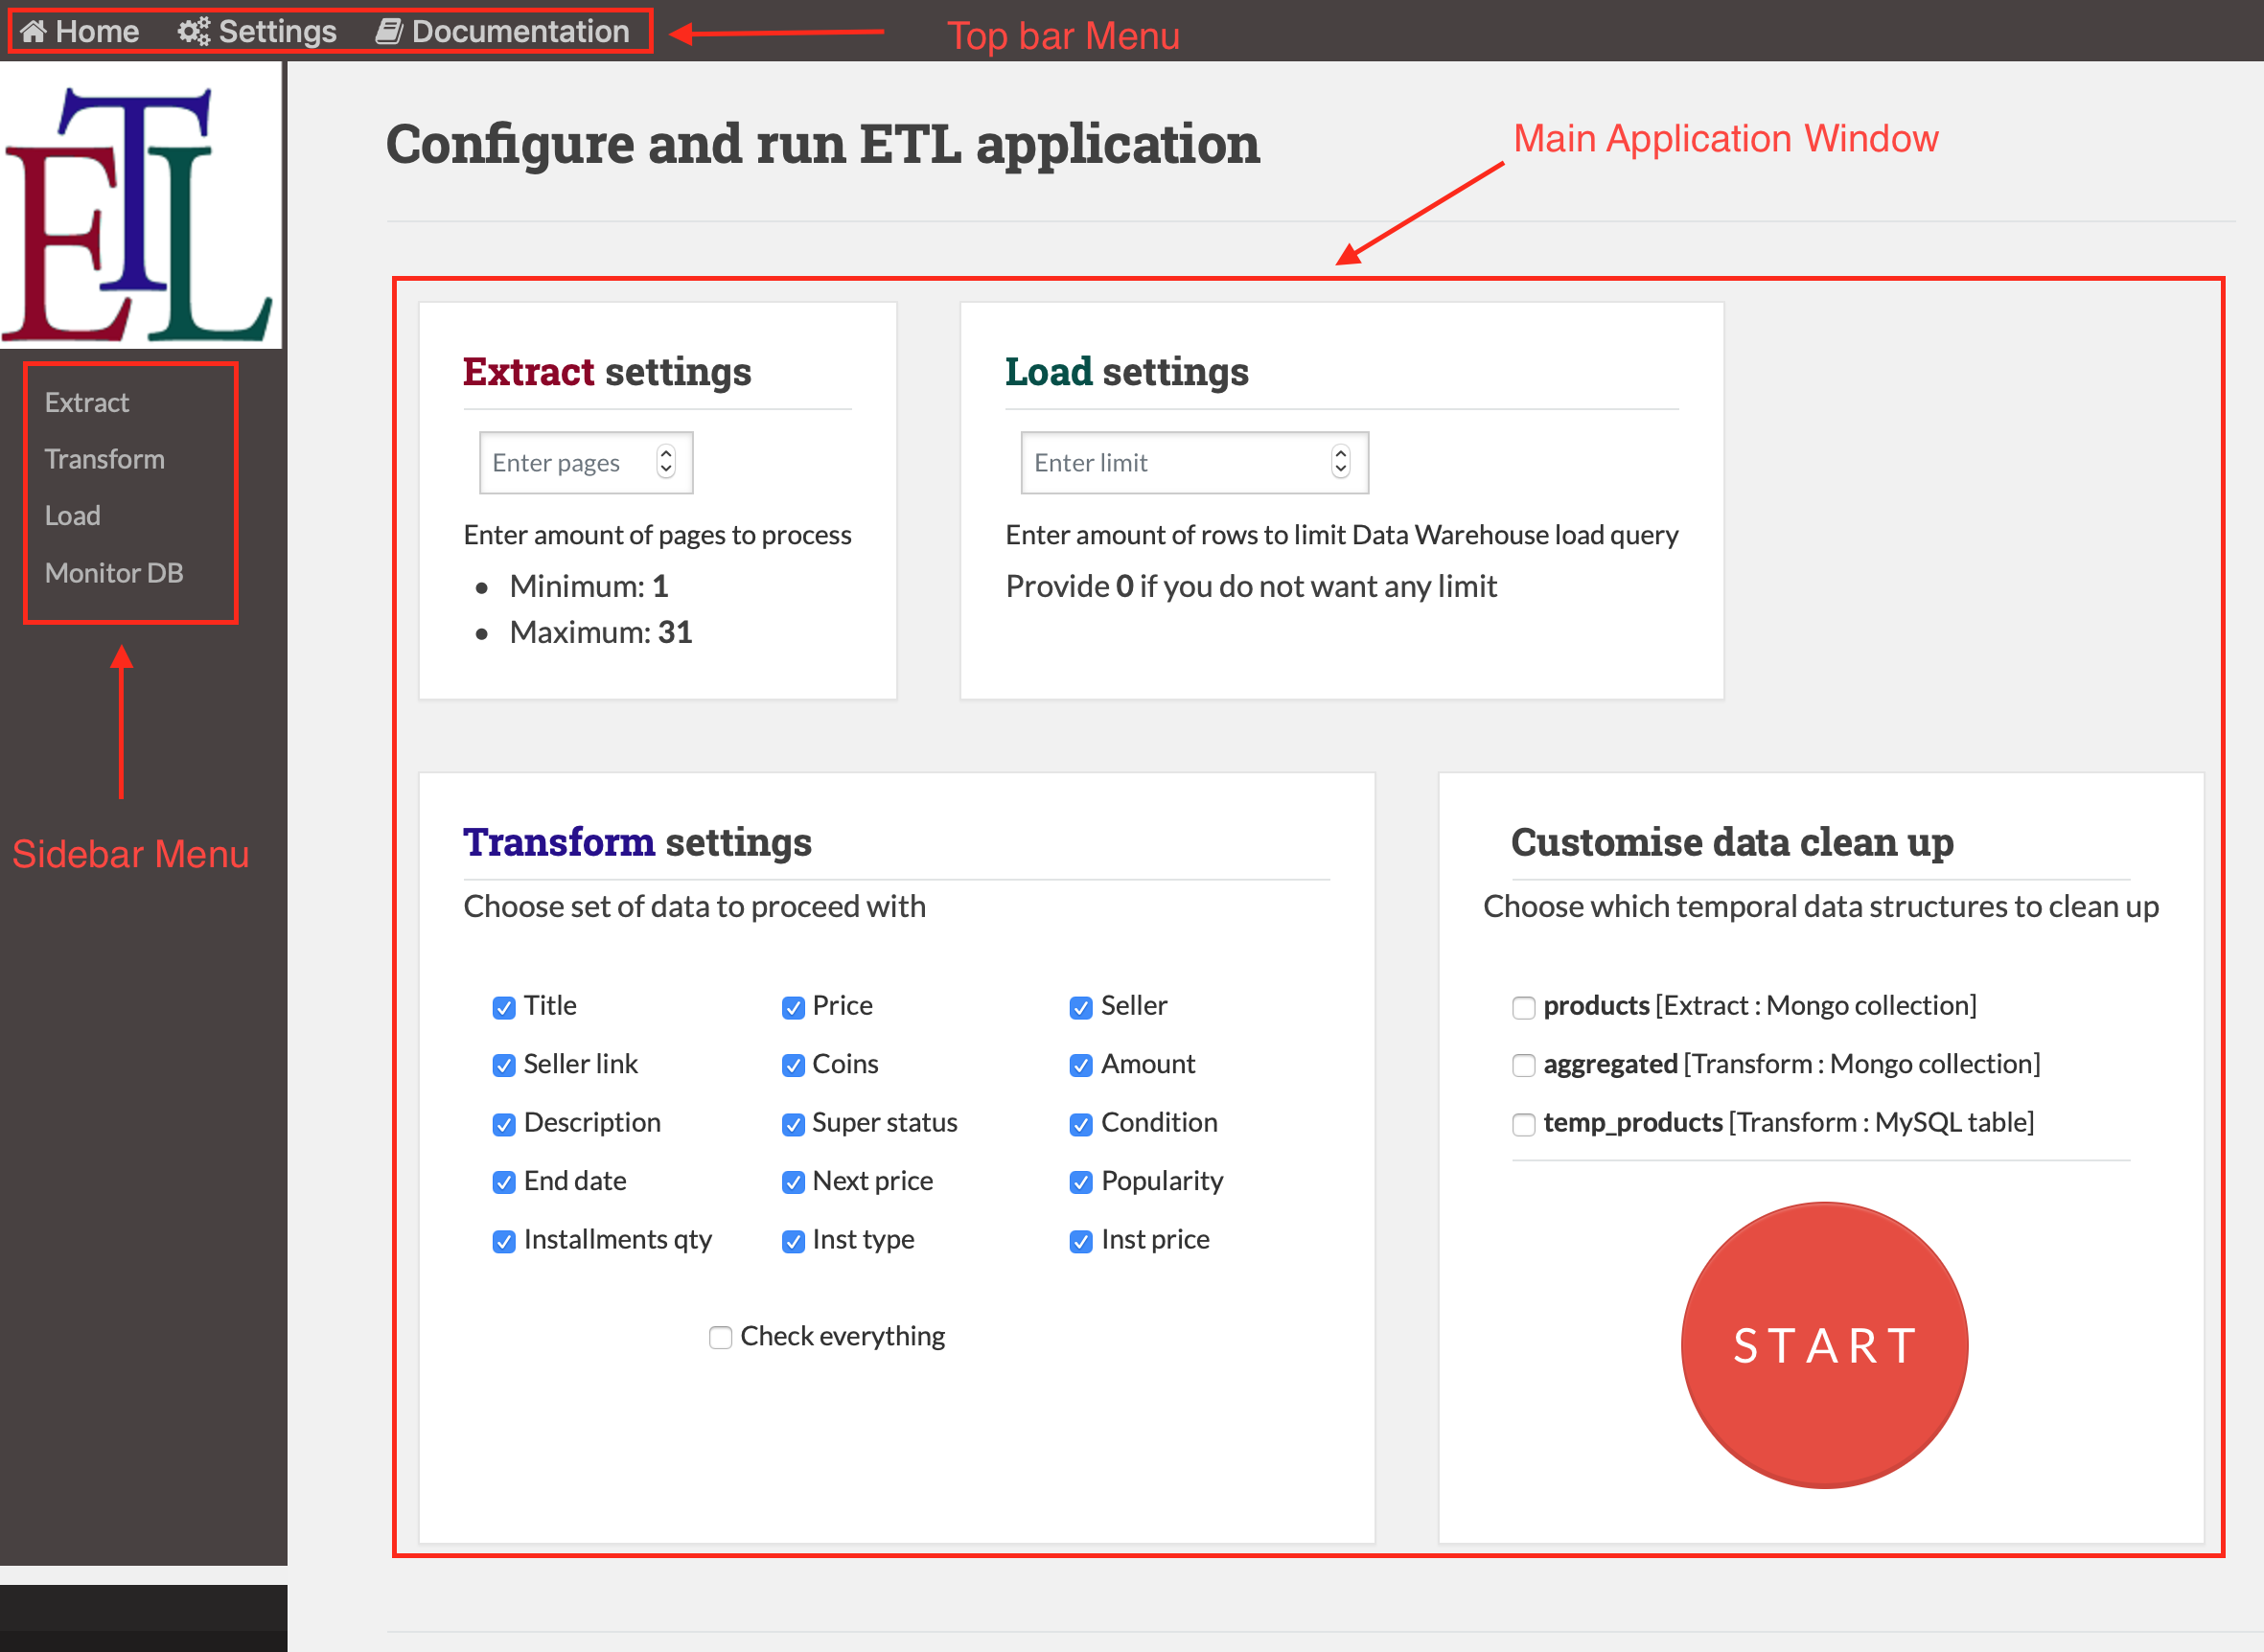 Home Settings Documentation
Top bar Menu
ETL
Extract
Transform
Load
Monitor DB
Sidebar Menu
Configure and run ETL application
Main Application Window
Extract settings
Enter pages
Enter amount of pages to process
• Minimum: 1
• Maximum: 31
Load settings
Enter limit
Enter amount of rows to limit Data Warehouse load query
Provide 0 if you do not want any limit
Transform settings
Choose set of data to proceed with
Title Price Seller
Seller link Coins Amount
Description Super status Condition
End date Next price Popularity
Installments qty Inst type Inst price
Check everything
Customise data clean up
Choose which temporal data structures to clean up
products [Extract : Mongo collection]
aggregated [Transform : Mongo collection]
temp_products [Transform : MySQL table]
START